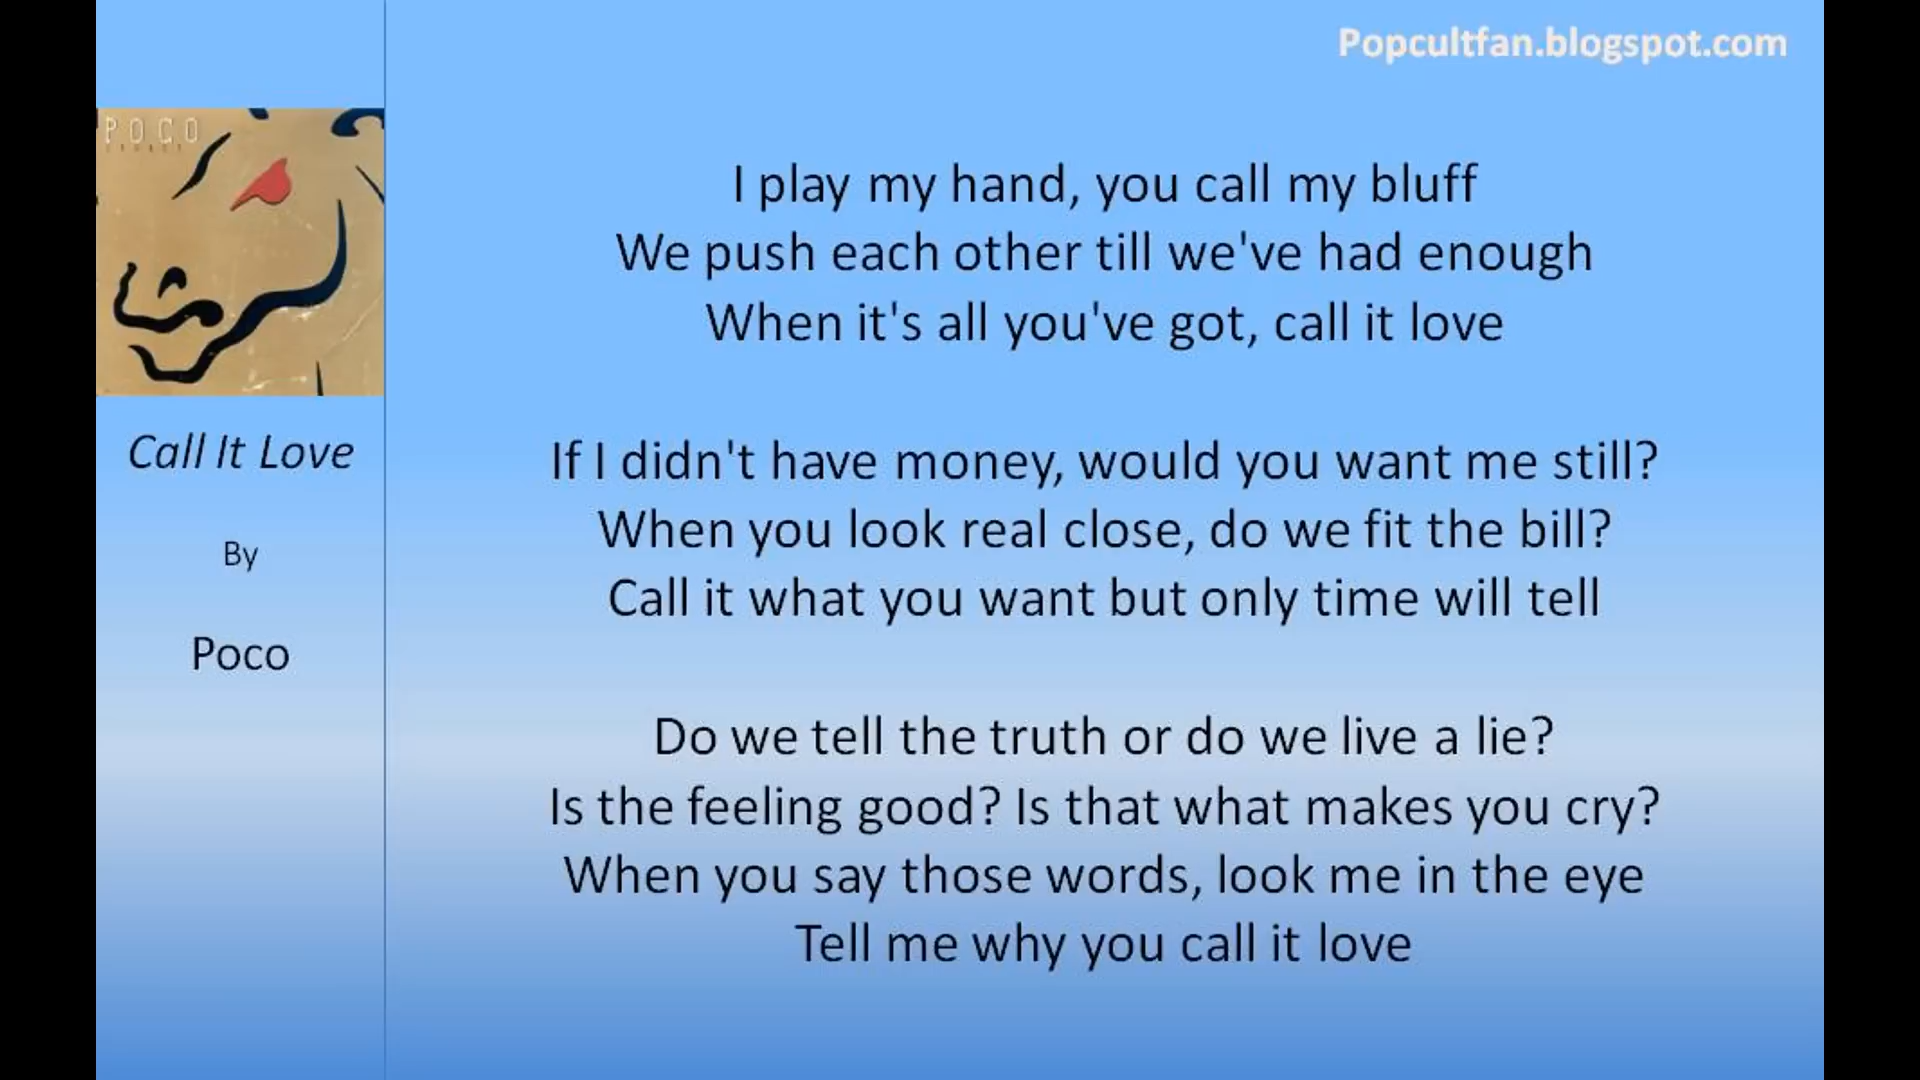 Popcultfan.blogspot.com
POCO
LEGACY
Call It Love
By
Poco
I play my hand, you call my bluff
We push each other till we've had enough
When it's all you've got, call it love
If I didn't have money, would you want me still?
When you look real close, do we fit the bill?
Call it what you want but only time will tell
Do we tell the truth or do we live a lie?
Is the feeling good? Is that what makes you cry?
When you say those words, look me in the eye
Tell me why you call it love